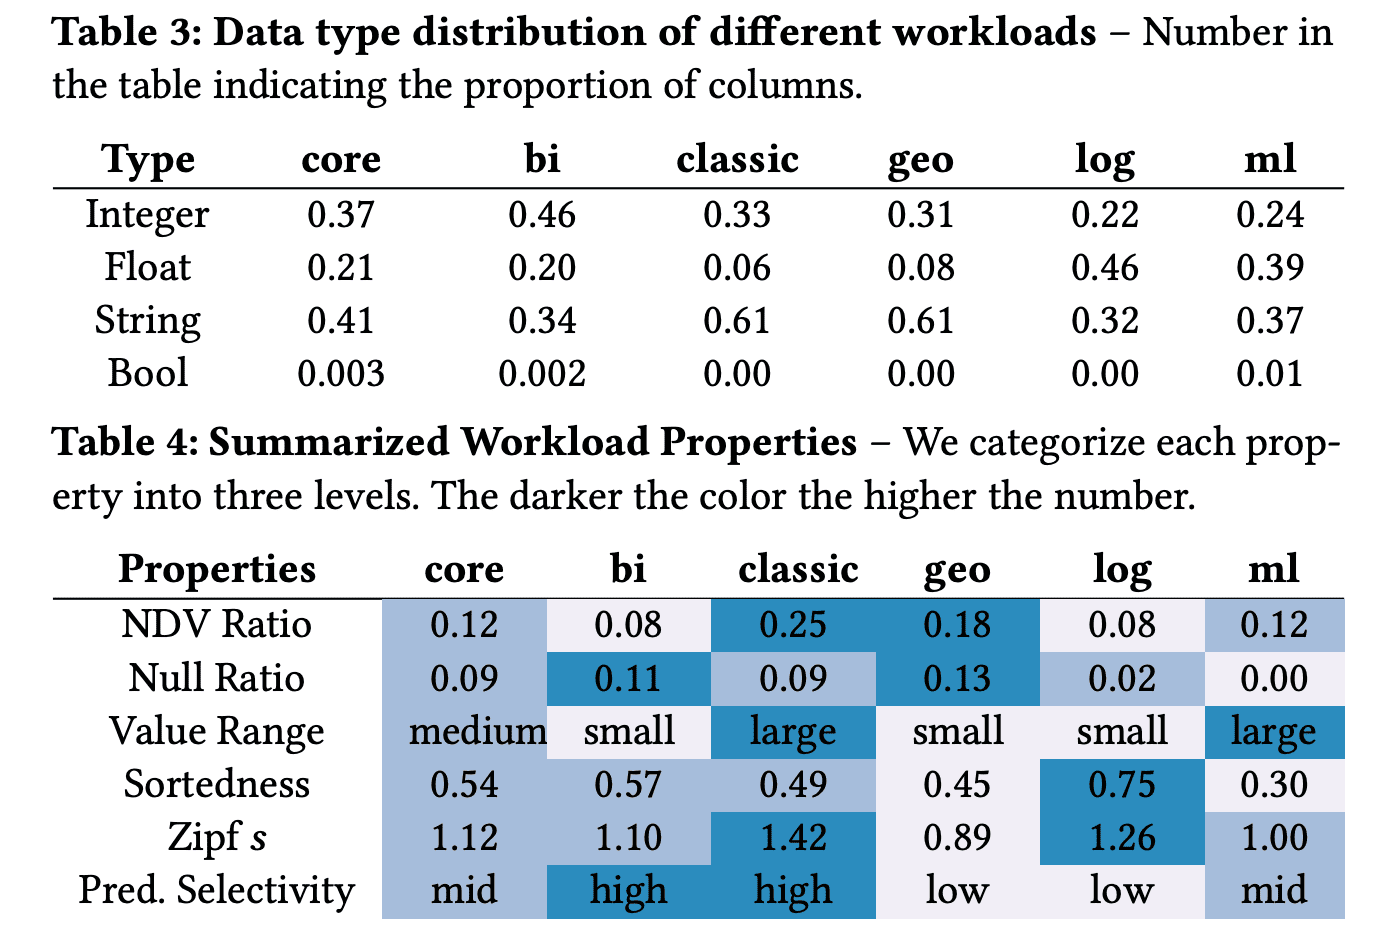 Table 3: Data type distribution of different workloads – Number in
the table indicating the proportion of columns.
Type core bi classic geo log ml
Integer 0.37 0.46 0.33 0.31 0.22 0.24
Float 0.21 0.20 0.06 0.08 0.46 0.39
String 0.41 0.34 0.61 0.61 0.32 0.37
Bool 0.003 0.002 0.00 0.00 0.00 0.01
Table 4: Summarized Workload Properties – We categorize each prop-
erty into three levels. The darker the color the higher the number.
Properties core bi classic geo log ml
NDV Ratio 0.12 0.08 0.25 0.18 0.08 0.12
Null Ratio 0.09 0.11 0.09 0.13 0.02 0.00
Value Range medium small large small small large
Sortedness 0.54 0.57 0.49 0.45 0.75 0.30
Zipf s 1.12 1.10 1.42 0.89 1.26 1.00
Pred. Selectivity mid high high low low mid